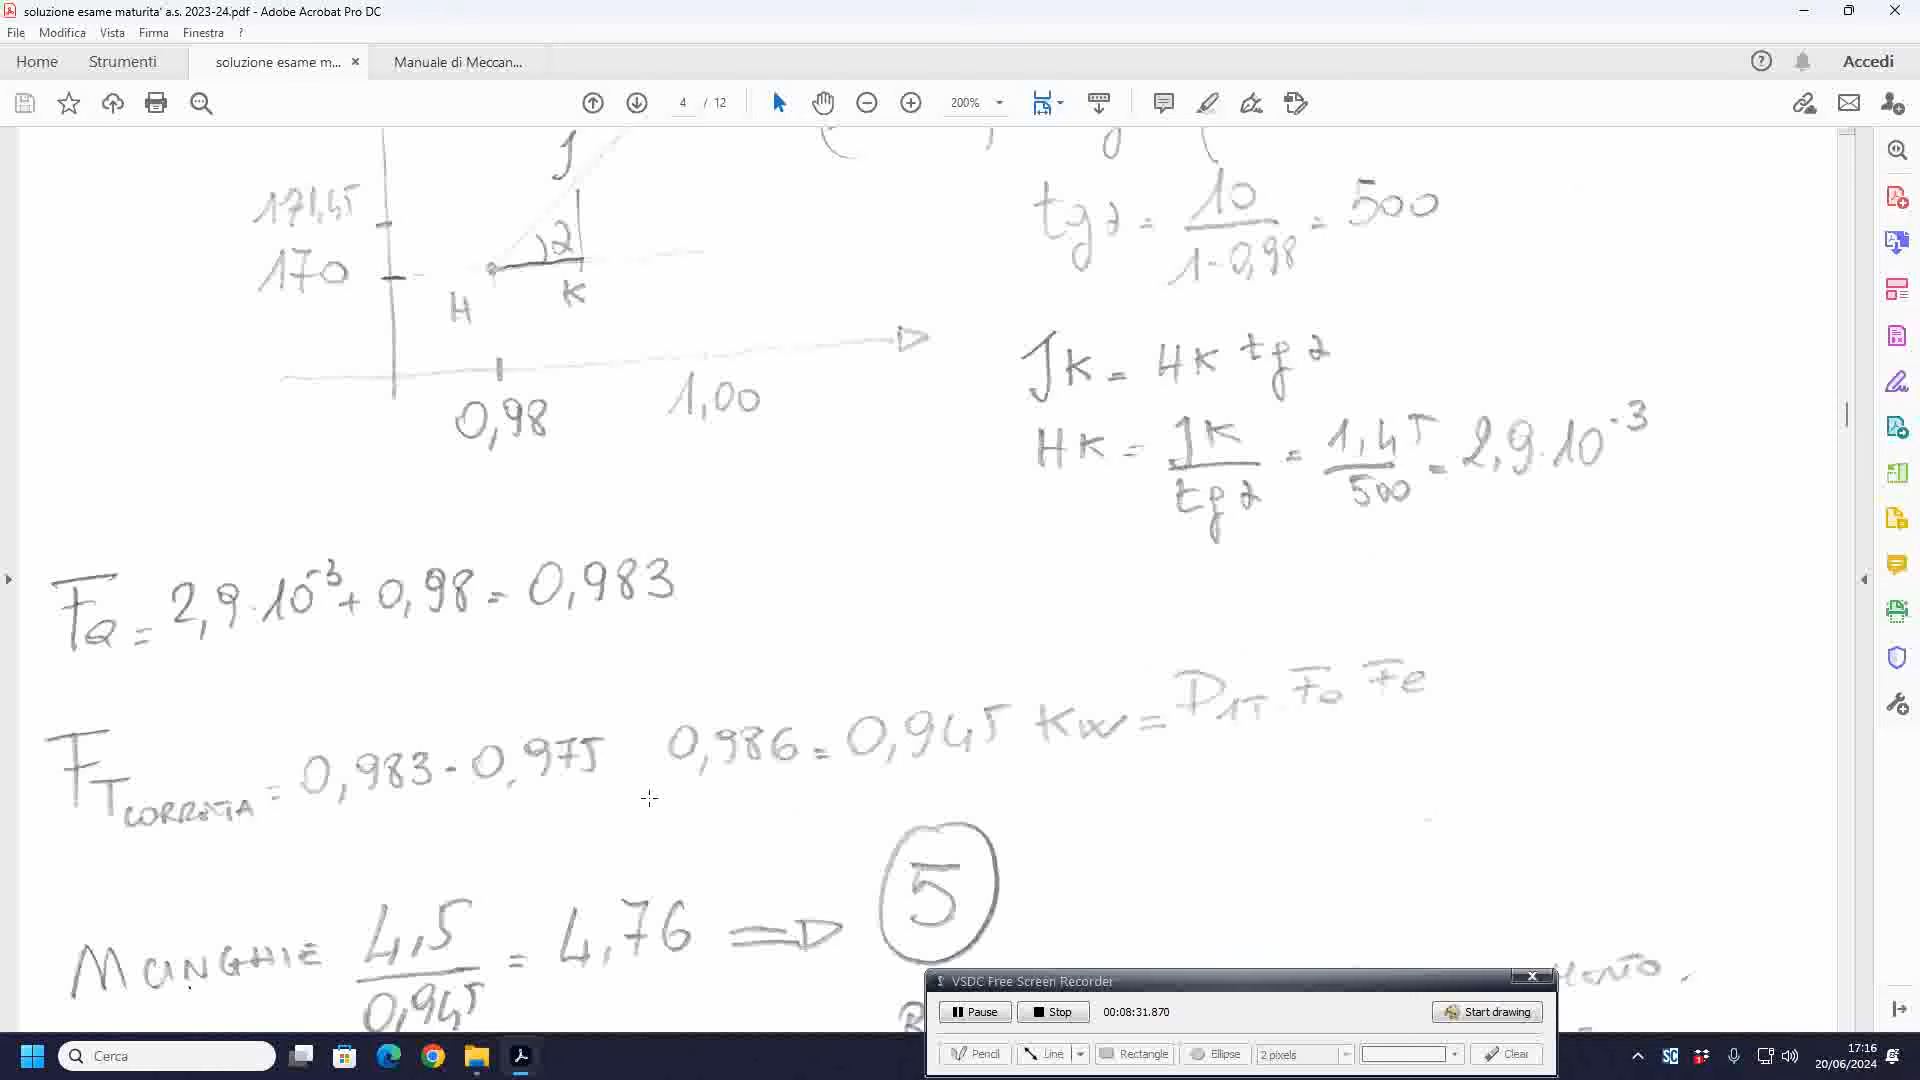 soluzione esame maturita' a.s. 2023-24.pdf - Adobe Acrobat Pro DC
File Modifica Vista Firma Finestra ?
Home Strumenti soluzione esame m... × Manuale di Meccan... Accedi
4 / 12 200%
J
171,45
170
H K
α
0,98 1,00
tg α = 10 / 1-0,98 = 500
JK = HK tg α
HK = JK / tg α = 1,45 / 500 = 2,9·10⁻³
Fθ = 2,9·10⁻³ + 0,98 = 0,983
FT CORRETTA = 0,983 - 0,975 0,986 = 0,945 KW = P1T · Fθ Fe
N CINGHIE 4,5 / 0,945 = 4,76 ⇒ 5
VSDC Free Screen Recorder
Pause Stop 00:08:31.870 Start drawing
Pencil Line Rectangle Ellipse 2 pixels Clear
Cerca
17:16
20/06/2024